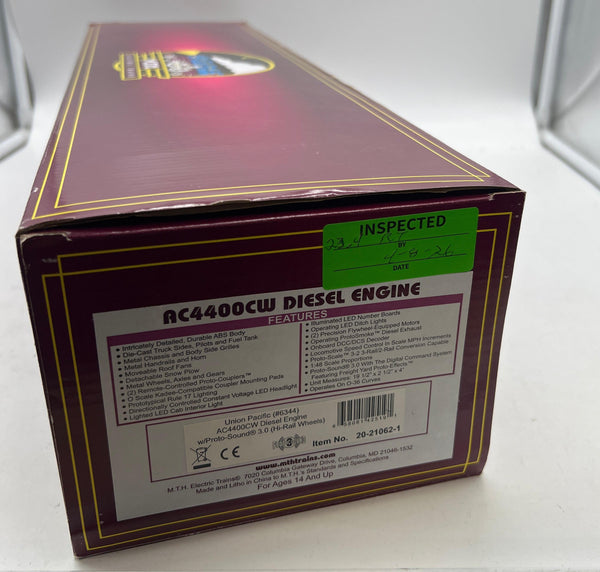 INSPECTED
BY
4-8-26
DATE
AC4400CW DIESEL ENGINE
FEATURES
- Intricately Detailed, Durable ABS Body
- Die-Cast Truck Sides, Pilots and Fuel Tank
- Metal Chassis and Body Side Grilles
- Metal Handrails and Horn
- Moveable Roof Fans
- Detachable Snow Plow
- Metal Wheels, Axles and Gears
- (2) Remote-Controlled Proto-Couplers™
- O Scale Kadee-Compatible Coupler Mounting Pads
- Prototypical Rule 17 Lighting
- Directionally Controlled Constant Voltage LED Headlight
- Lighted LED Cab Interior Light
- Illuminated LED Number Boards
- Operating LED Ditch Lights
- (2) Precision Flywheel-Equipped Motors
- Operating ProtoSmoke™ Diesel Exhaust
- Onboard DCC/DCS Decoder
- Locomotive Speed Control In Scale MPH Increments
- Proto-Scale™ 3-2 3-Rail/2-Rail Conversion Capable
- 1:48 Scale Proportions
- Proto-Sound® 3.0 With The Digital Command System
Featuring Freight Yard Proto-Effects™
- Unit Measures: 19 1/2" x 2 1/2" x 4"
- Operates On O-36 Curves
Union Pacific (#6344)
AC4400CW Diesel Engine
w/Proto-Sound® 3.0 (Hi-Rail Wheels)
CE
3
Item No. 20-21062-1
www.mthtrains.com
M.T.H. Electric Trains® 7020 Columbia Gateway Drive, Columbia, MD 21046-1532
Made and Litho in China to M.T.H.'s Standards and Specifications
For Ages 14 And Up